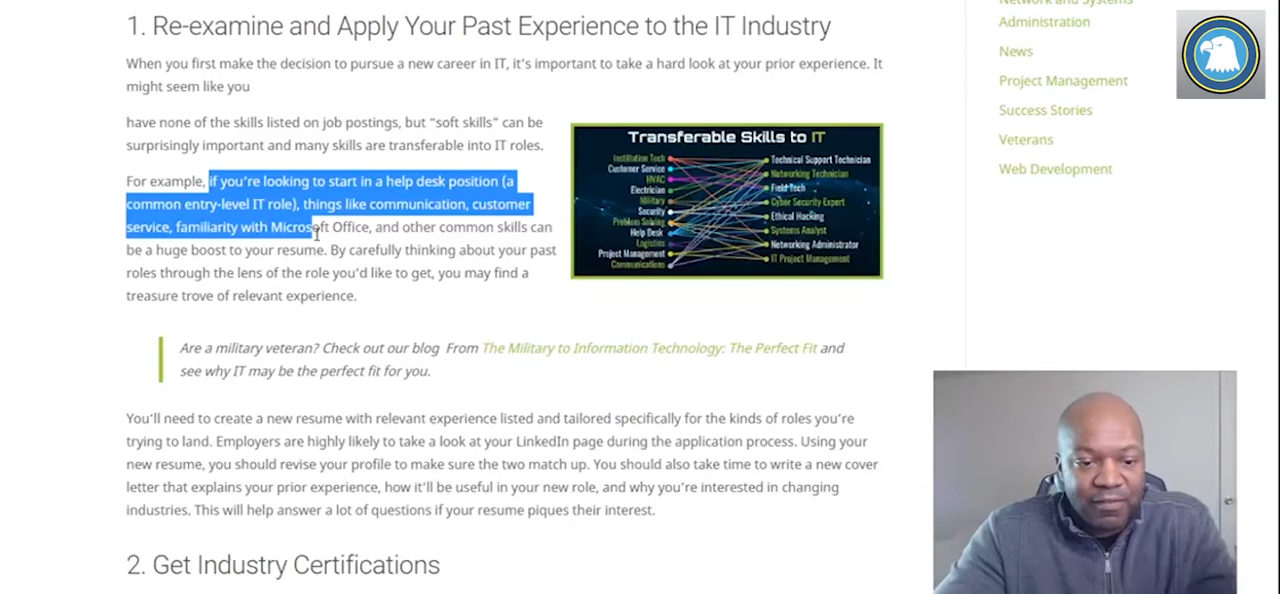 Network and Systems
Administration
News
Project Management
Success Stories
Veterans
Web Development
1. Re-examine and Apply Your Past Experience to the IT Industry
When you first make the decision to pursue a new career in IT, it’s important to take a hard look at your prior experience. It
might seem like you
have none of the skills listed on job postings, but “soft skills” can be
surprisingly important and many skills are transferable into IT roles.
For example, if you’re looking to start in a help desk position (a
common entry-level IT role), things like communication, customer
service, familiarity with Microsoft Office, and other common skills can
be a huge boost to your resume. By carefully thinking about your past
roles through the lens of the role you’d like to get, you may find a
treasure trove of relevant experience.
Transferable Skills to IT
Instillation Tech
Customer Service
HVAC
Electrician
Military
Security
Problem Solving
Help Desk
Logistics
Project Management
Communications
Technical Support Technician
Networking Technician
Field Tech
Cyber Security Expert
Ethical Hacking
Systems Analyst
Networking Administrator
IT Project Management
Are a military veteran? Check out our blog From The Military to Information Technology: The Perfect Fit and
see why IT may be the perfect fit for you.
You’ll need to create a new resume with relevant experience listed and tailored specifically for the kinds of roles you’re
trying to land. Employers are highly likely to take a look at your LinkedIn page during the application process. Using your
new resume, you should revise your profile to make sure the two match up. You should also take time to write a new cover
letter that explains your prior experience, how it’ll be useful in your new role, and why you’re interested in changing
industries. This will help answer a lot of questions if your resume piques their interest.
2. Get Industry Certifications